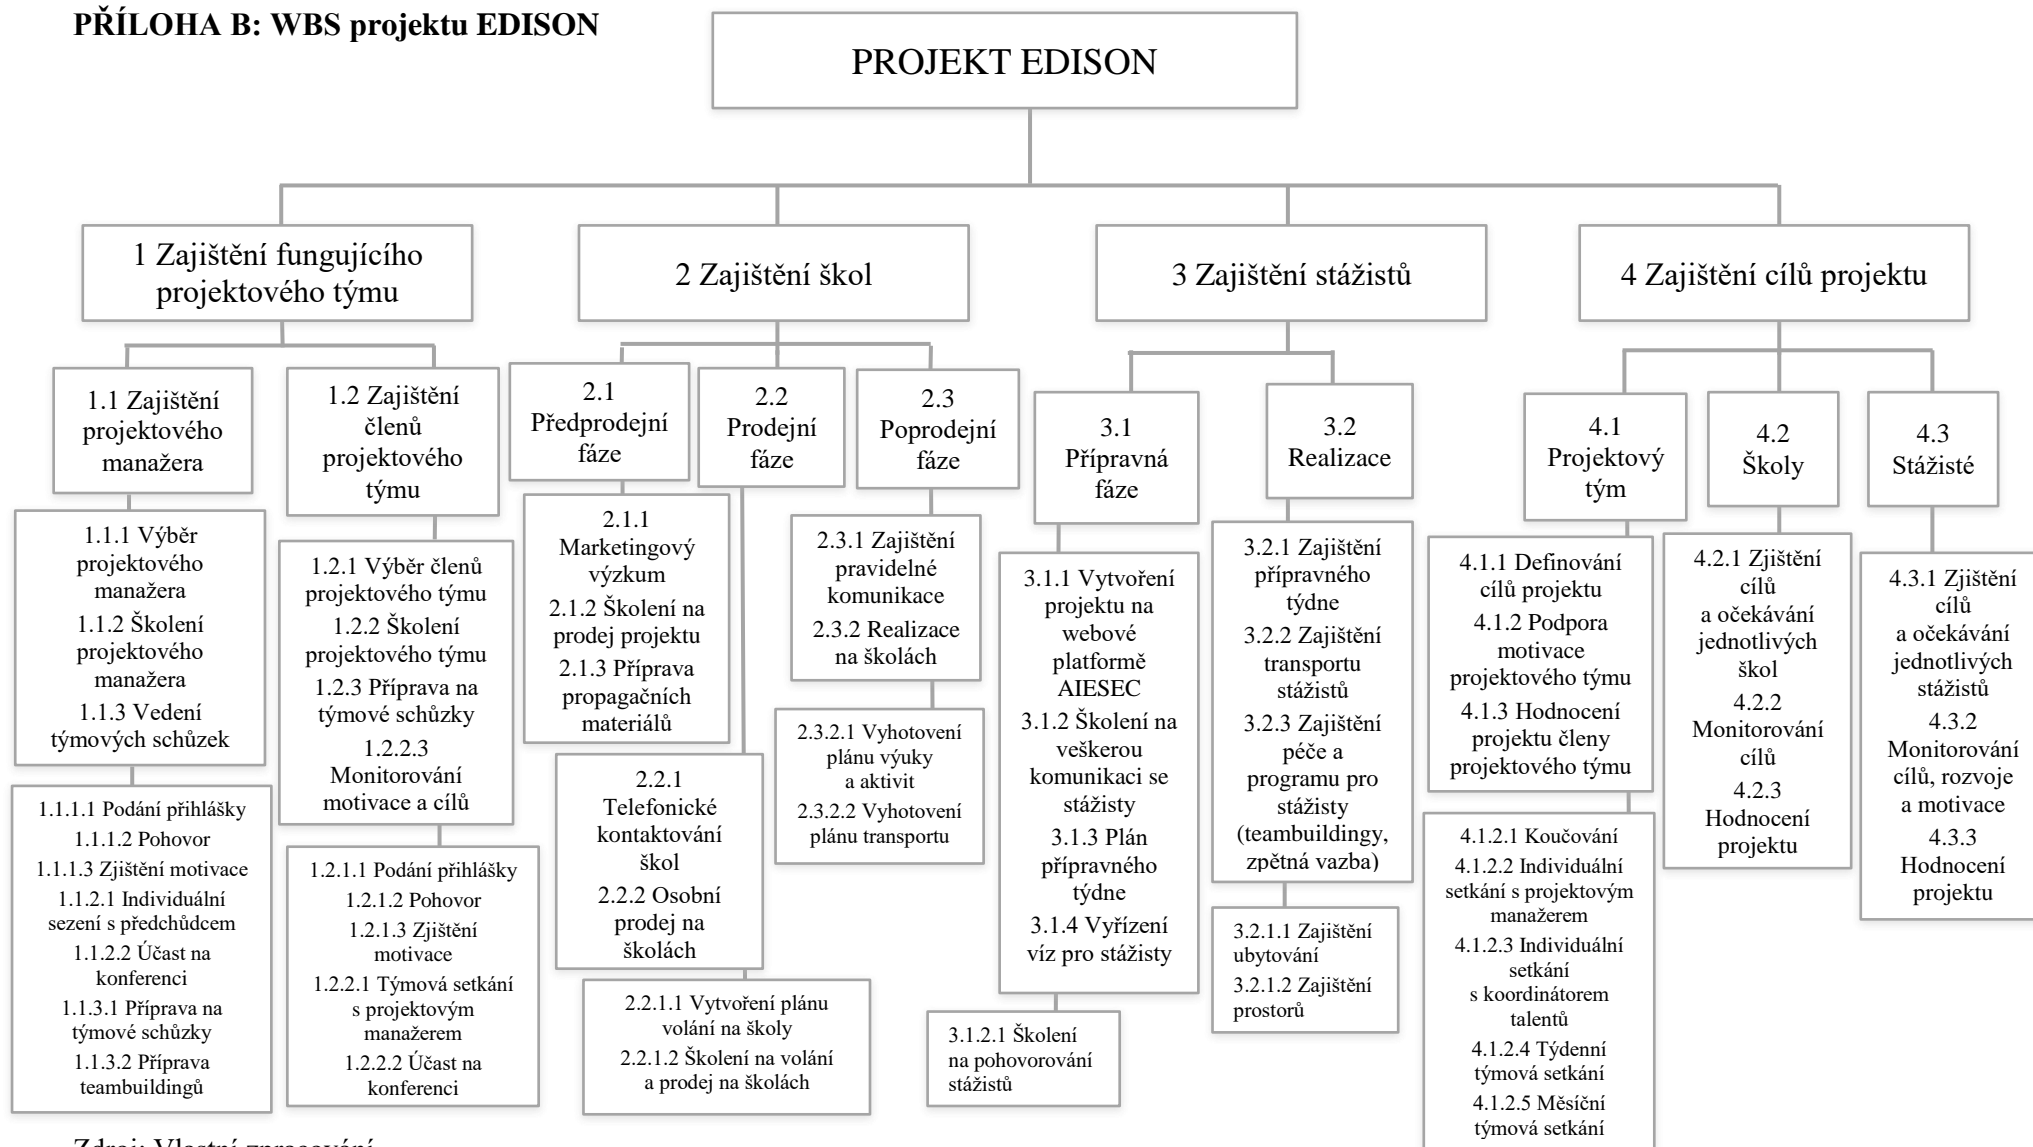 PŘÍLOHA B: WBS projektu EDISON
PROJEKT EDISON
1 Zajištění fungujícího
projektového týmu
2 Zajištění škol
3 Zajištění stážistů
4 Zajištění cílů projektu
1.1 Zajištění
projektového
manažera
1.2 Zajištění
členů
projektového
týmu
2.1
Předprodejní
fáze
2.2
Prodejní
fáze
2.3
Poprodejní
fáze
3.1
Přípravná
fáze
3.2
Realizace
4.1
Projektový
tým
4.2
Školy
4.3
Stážisté
1.1.1 Výběr
projektového
manažera
1.1.2 Školení
projektového
manažera
1.1.3 Vedení
týmových schůzek
1.2.1 Výběr členů
projektového týmu
1.2.2 Školení
projektového týmu
1.2.3 Příprava na
týmové schůzky
1.2.2.3
Monitorování
motivace a cílů
2.1.1
Marketingový
výzkum
2.1.2 Školení na
prodej projektu
2.1.3 Příprava
propagačních
materiálů
2.2.1
Telefonické
kontaktování
škol
2.2.2 Osobní
prodej na
školách
2.3.1 Zajištění
pravidelné
komunikace
2.3.2 Realizace
na školách
3.1.1 Vytvoření
projektu na
webové
platformě
AIESEC
3.1.2 Školení na
veškerou
komunikaci se
stážisty
3.1.3 Plán
přípravného
týdne
3.1.4 Vyřízení
víz pro stážisty
3.2.1 Zajištění
přípravného
týdne
3.2.2 Zajištění
transportu
stážistů
3.2.3 Zajištění
péče a
programu pro
stážisty
(teambuildingy,
zpětná vazba)
4.1.1 Definování
cílů projektu
4.1.2 Podpora
motivace
projektového týmu
4.1.3 Hodnocení
projektu členy
projektového týmu
4.2.1 Zjištění
cílů
a očekávání
jednotlivých
škol
4.2.2
Monitorování
cílů
4.2.3
Hodnocení
projektu
4.3.1 Zjištění
cílů
a očekávání
jednotlivých
stážistů
4.3.2
Monitorování
cílů, rozvoje
a motivace
4.3.3
Hodnocení
projektu
1.1.1.1 Podání přihlášky
1.1.1.2 Pohovor
1.1.1.3 Zjištění motivace
1.1.2.1 Individuální
sezení s předchůdcem
1.1.2.2 Účast na
konferenci
1.1.3.1 Příprava na
týmové schůzky
1.1.3.2 Příprava
teambuildingů
1.2.1.1 Podání přihlášky
1.2.1.2 Pohovor
1.2.1.3 Zjištění
motivace
1.2.2.1 Týmová setkání
s projektovým
manažerem
1.2.2.2 Účast na
konferenci
2.2.1.1 Vytvoření plánu
volání na školy
2.2.1.2 Školení na volání
a prodej na školách
2.3.2.1 Vyhotovení
plánu výuky
a aktivit
2.3.2.2 Vyhotovení
plánu transportu
3.1.2.1 Školení
na pohovorování
stážistů
3.2.1.1 Zajištění
ubytování
3.2.1.2 Zajištění
prostorů
4.1.2.1 Koučování
4.1.2.2 Individuální
setkání s projektovým
manažerem
4.1.2.3 Individuální
setkání
s koordinátorem
talentů
4.1.2.4 Týdenní
týmová setkání
4.1.2.5 Měsíční
týmová setkání
Zdroj: Vlastní zpracování